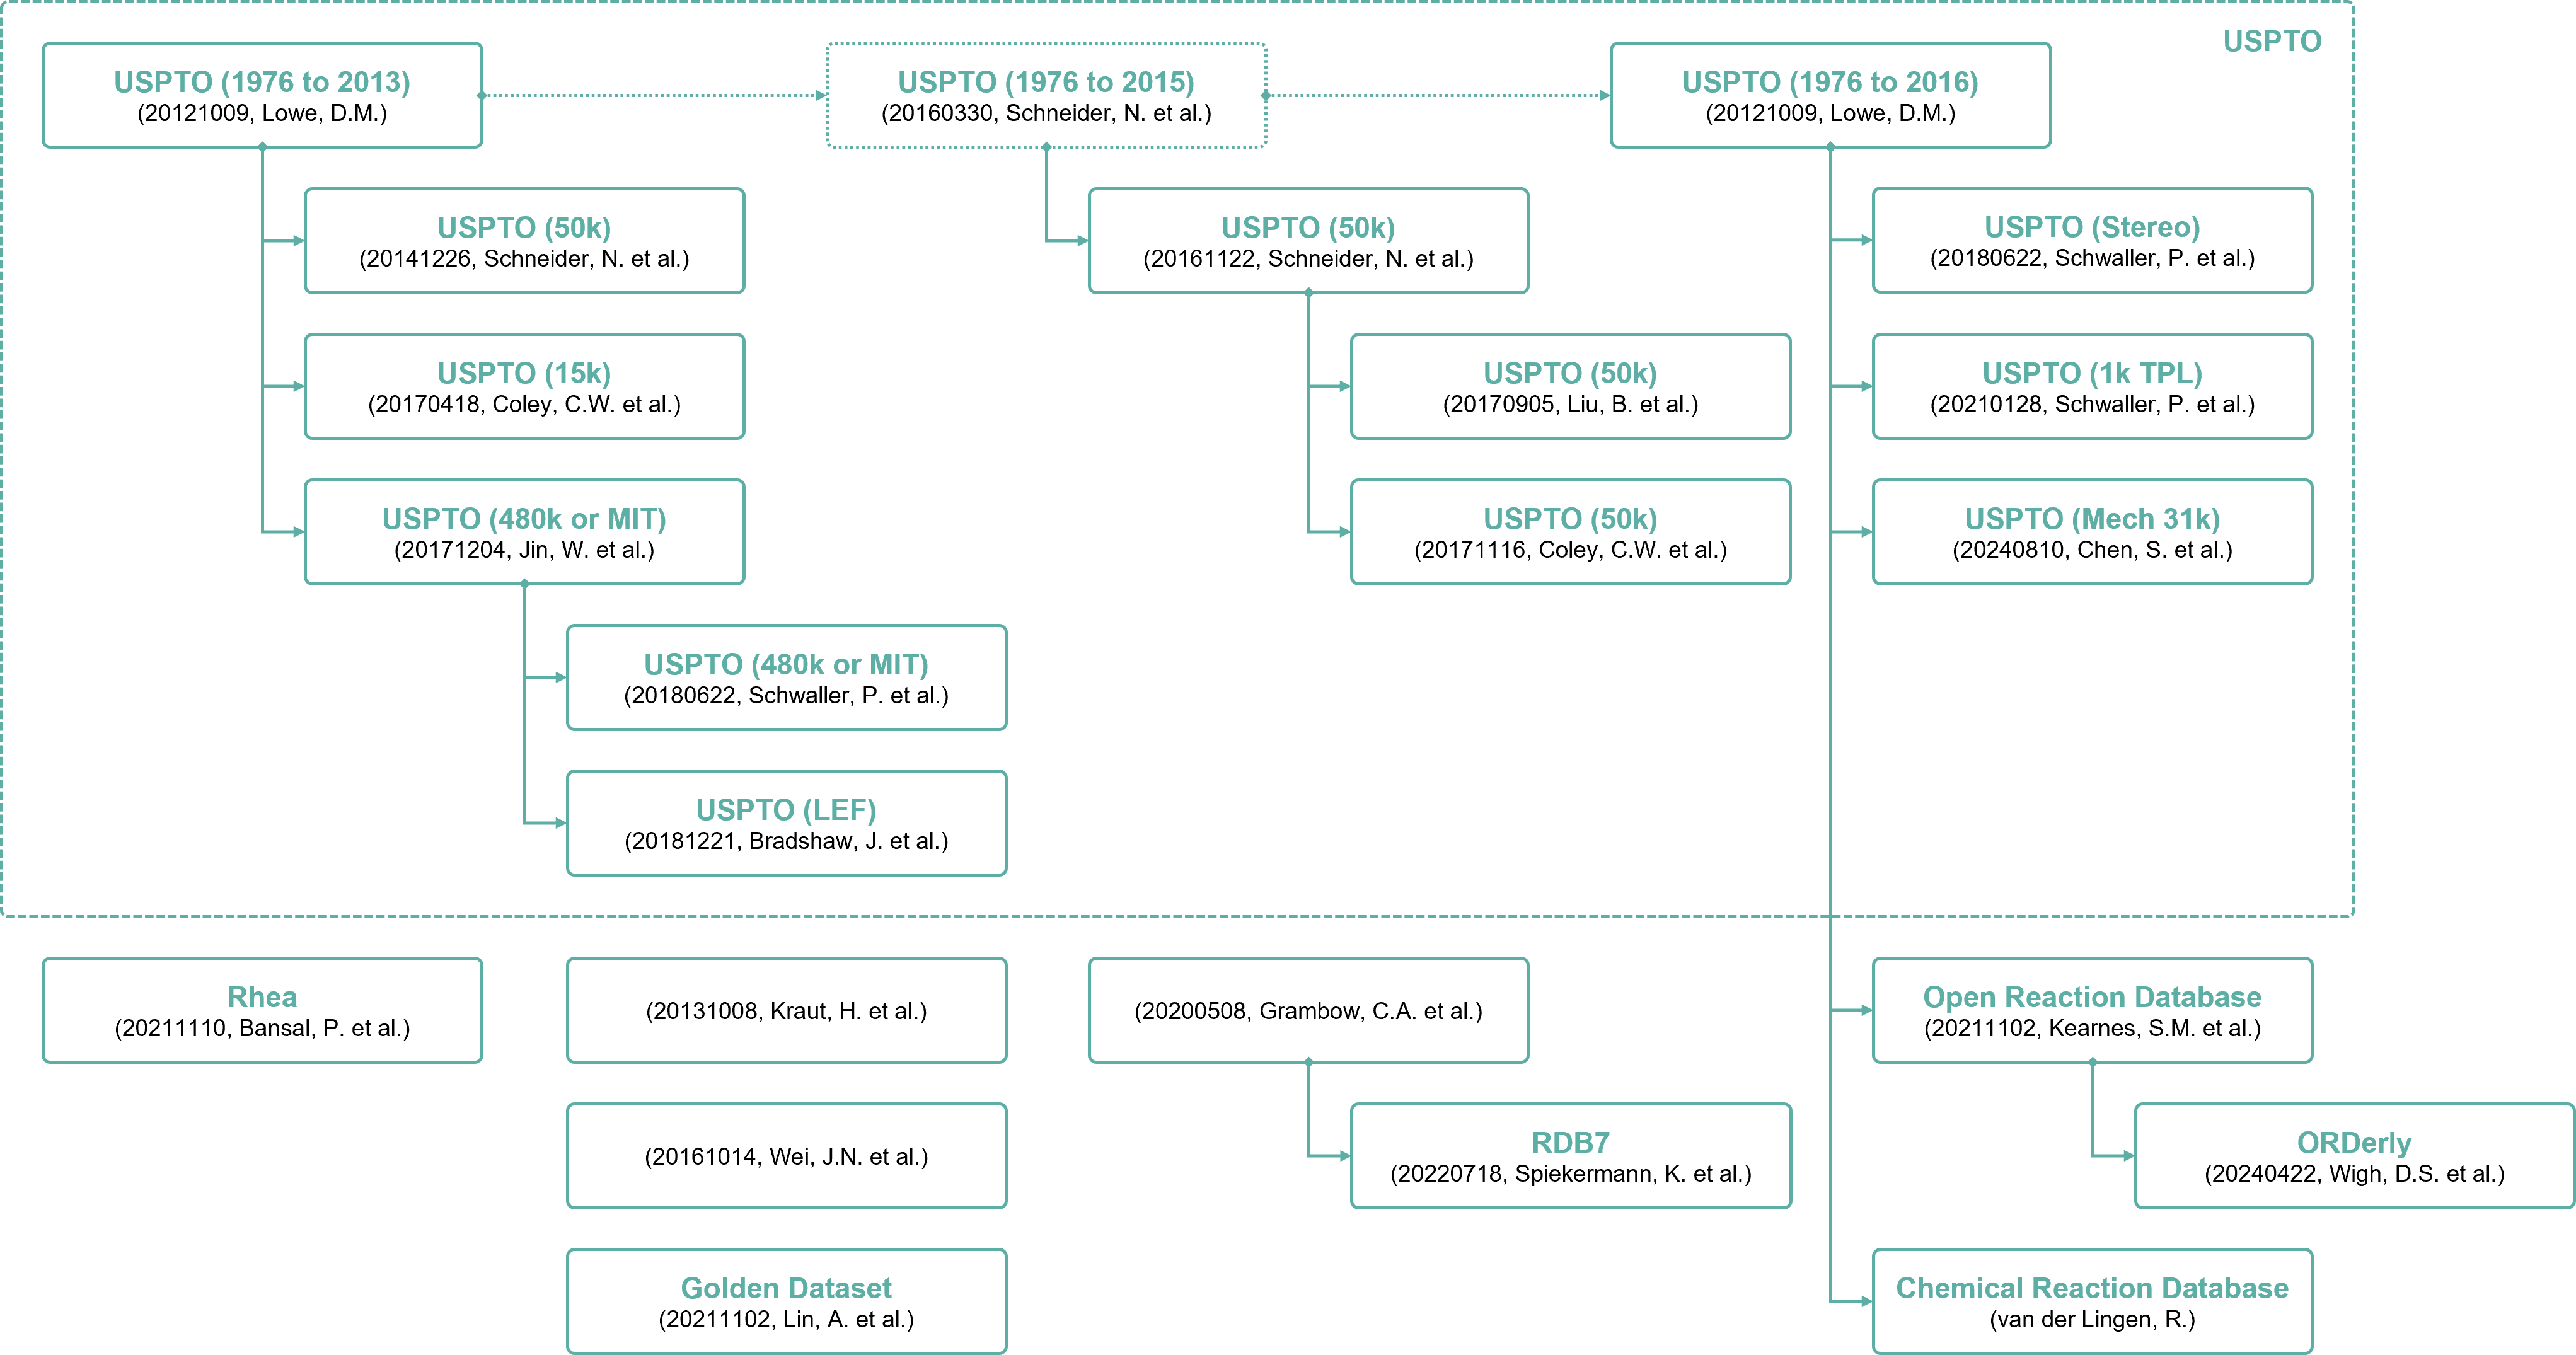 USPTO
USPTO (1976 to 2013)
(20121009, Lowe, D.M.)
USPTO (1976 to 2015)
(20160330, Schneider, N. et al.)
USPTO (1976 to 2016)
(20121009, Lowe, D.M.)
USPTO (50k)
(20141226, Schneider, N. et al.)
USPTO (50k)
(20161122, Schneider, N. et al.)
USPTO (Stereo)
(20180622, Schwaller, P. et al.)
USPTO (15k)
(20170418, Coley, C.W. et al.)
USPTO (50k)
(20170905, Liu, B. et al.)
USPTO (1k TPL)
(20210128, Schwaller, P. et al.)
USPTO (480k or MIT)
(20171204, Jin, W. et al.)
USPTO (50k)
(20171116, Coley, C.W. et al.)
USPTO (Mech 31k)
(20240810, Chen, S. et al.)
USPTO (480k or MIT)
(20180622, Schwaller, P. et al.)
USPTO (LEF)
(20181221, Bradshaw, J. et al.)
Rhea
(20211110, Bansal, P. et al.)
(20131008, Kraut, H. et al.)
(20200508, Grambow, C.A. et al.)
Open Reaction Database
(20211102, Kearnes, S.M. et al.)
(20161014, Wei, J.N. et al.)
RDB7
(20220718, Spiekermann, K. et al.)
ORDerly
(20240422, Wigh, D.S. et al.)
Golden Dataset
(20211102, Lin, A. et al.)
Chemical Reaction Database
(van der Lingen, R.)